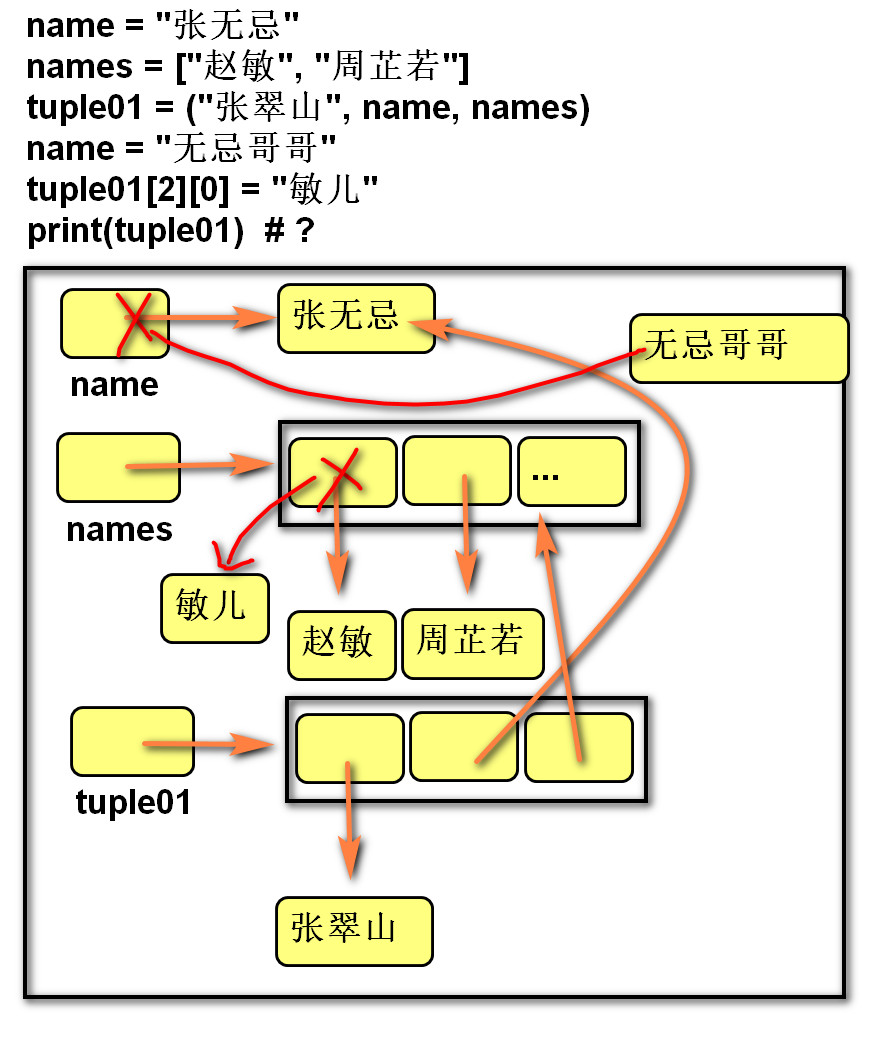 name = "张无忌"
names = ["赵敏", "周芷若"]
tuple01 = ("张翠山", name, names)
name = "无忌哥哥"
tuple01[2][0] = "敏儿"
print(tuple01)  # ?
张无忌
无忌哥哥
name
...
names
敏儿
赵敏
周芷若
tuple01
张翠山